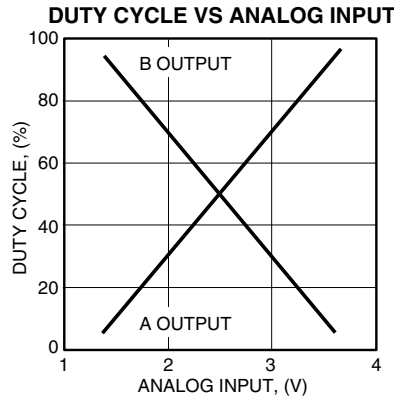 DUTY CYCLE VS ANALOG INPUT
100
80
60
40
20
0
DUTY CYCLE, (%)
B OUTPUT
A OUTPUT
1 2 3 4
ANALOG INPUT, (V)